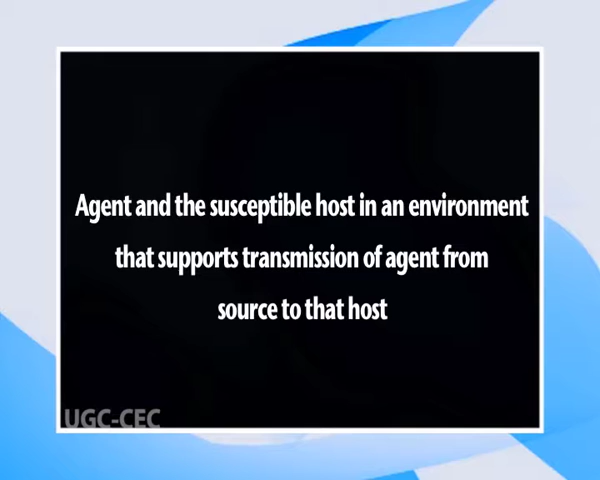 Agent and the susceptible host in an environment
that supports transmission of agent from
source to that host
UGC-CEC